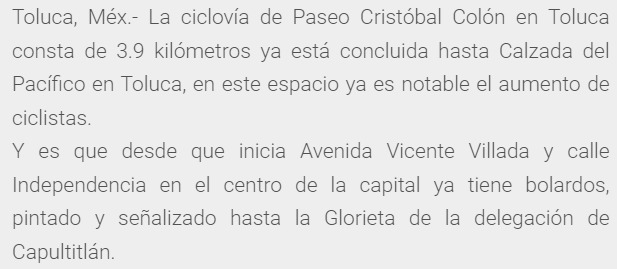 Toluca, Méx.- La ciclovía de Paseo Cristóbal Colón en Toluca
consta de 3.9 kilómetros ya está concluida hasta Calzada del
Pacífico en Toluca, en este espacio ya es notable el aumento de
ciclistas.
Y es que desde que inicia Avenida Vicente Villada y calle
Independencia en el centro de la capital ya tiene bolardos,
pintado y señalizado hasta la Glorieta de la delegación de
Capultitlán.